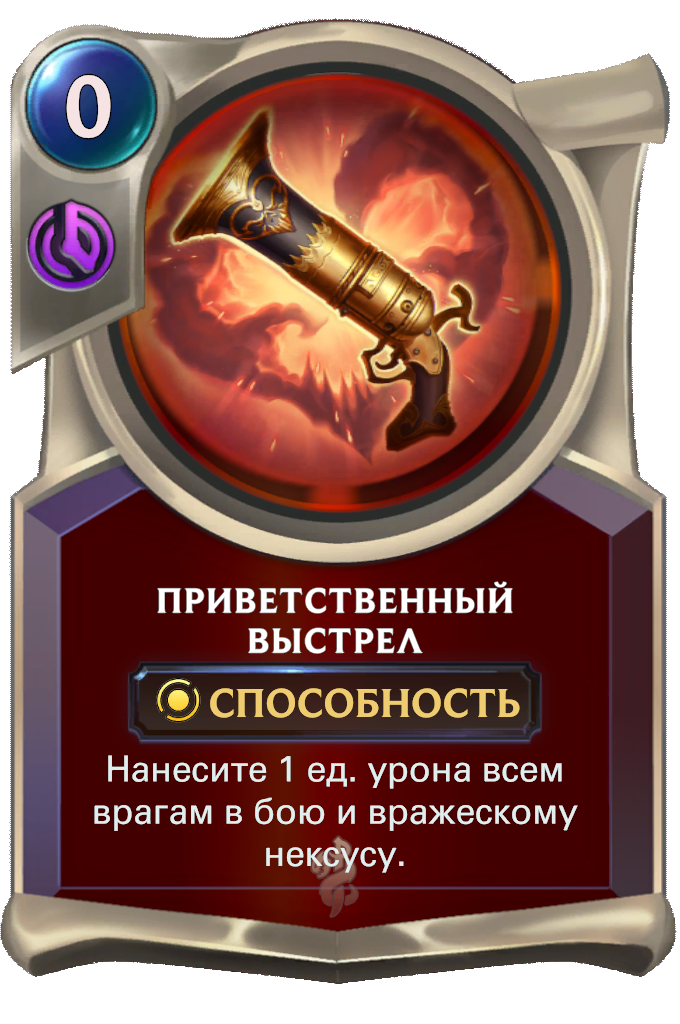 0
ПРИВЕТСТВЕННЫЙ
ВЫСТРЕЛ
СПОСОБНОСТЬ
Нанесите 1 ед. урона всем
врагам в бою и вражескому
нексусу.